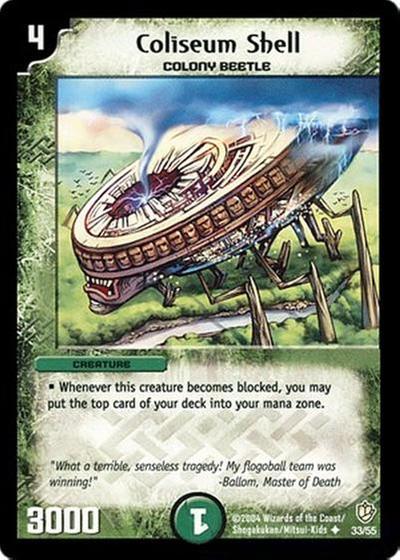 4
Coliseum Shell
COLONY BEETLE
CREATURE
▪ Whenever this creature becomes blocked, you may
put the top card of your deck into your mana zone.
"What a terrible, senseless tragedy! My flogoball team was
winning!" -Ballom, Master of Death
3000
1
©2004 Wizards of the Coast/
Shogakukan/Mitsui-Kids ♦ 33/55